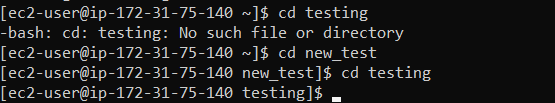 [ec2-user@ip-172-31-75-140 ~]$ cd testing
-bash: cd: testing: No such file or directory
[ec2-user@ip-172-31-75-140 ~]$ cd new_test
[ec2-user@ip-172-31-75-140 new_test]$ cd testing
[ec2-user@ip-172-31-75-140 testing]$